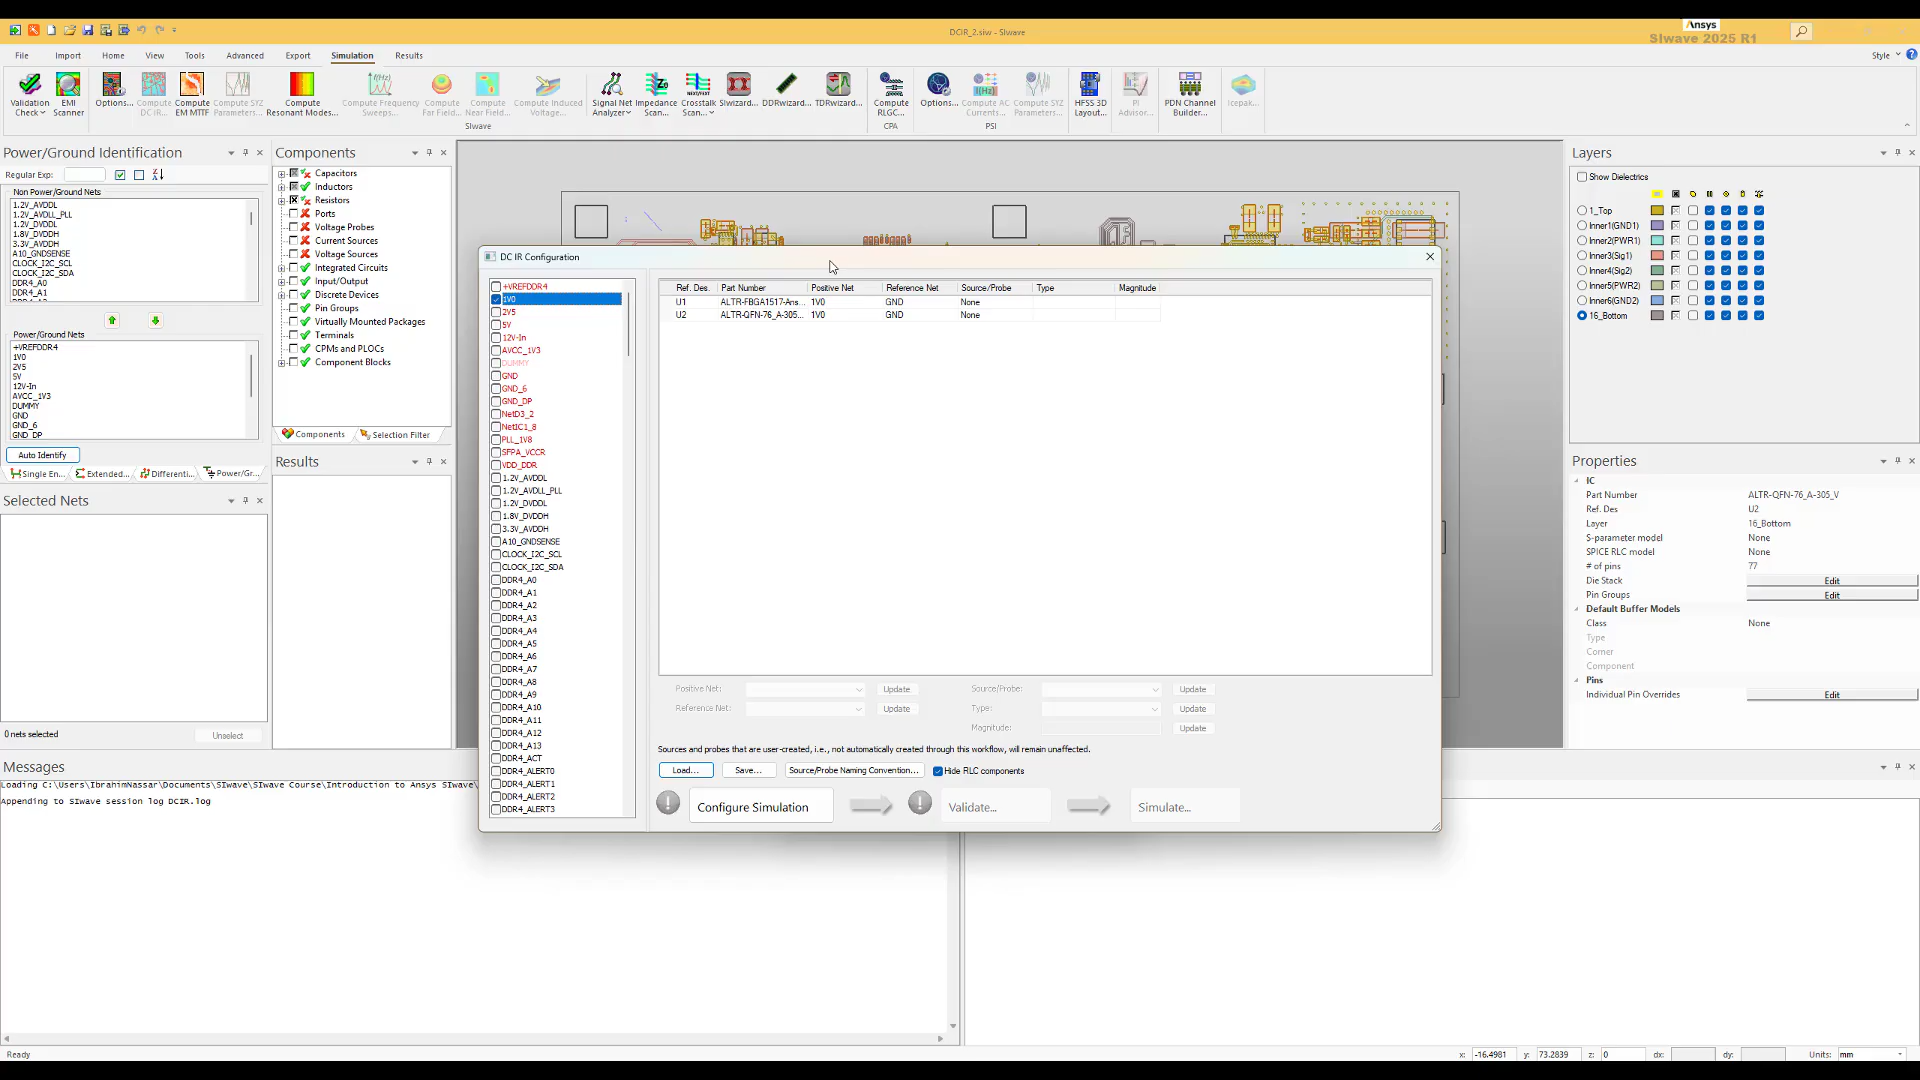 DCIR_2.siw - SIwave
Ansys
SIwave 2025 R1
File
Import
Home
View
Tools
Advanced
Export
Simulation
Results
Style
Validation Check
EMI Scanner
Options...
Compute DC IR...
Compute EM MTTF
Compute SYZ Parameters...
Compute Resonant Modes...
Compute Frequency Sweeps...
Compute Far Field...
Compute Near Field...
Compute Induced Voltage...
SIwave
Signal Net Analyzer
Impedance Scan...
Crosstalk Scan...
SIwizard...
DDRwizard...
TDRwizard...
Compute RLGC...
CPA
Options...
Compute AC Currents...
Compute SYZ Parameters...
PSI
HFSS 3D Layout...
PI Advisor...
PDN Channel Builder...
Icepak...
Power/Ground Identification
Regular Exp:
Non Power/Ground Nets
1.2V_AVDDL
1.2V_AVDLL_PLL
1.2V_DVDDL
1.8V_DVDDH
3.3V_AVDDH
A10_GNDSENSE
CLOCK_I2C_SCL
CLOCK_I2C_SDA
DDR4_A0
DDR4_A1
Power/Ground Nets
+VREFDDR4
1V0
2V5
5V
12V-In
AVCC_1V3
DUMMY
GND
GND_6
GND_DP
Auto Identify
Single En...
Extended...
Differenti...
Power/Gr...
Selected Nets
0 nets selected
Unselect
Components
Capacitors
Inductors
Resistors
Ports
Voltage Probes
Current Sources
Voltage Sources
Integrated Circuits
Input/Output
Discrete Devices
Pin Groups
Virtually Mounted Packages
Terminals
CPMs and PLOCs
Component Blocks
Components
Selection Filter
Results
DC IR Configuration
+VREFDDR4
1V0
2V5
5V
12V-In
AVCC_1V3
DUMMY
GND
GND_6
GND_DP
NetD3_2
NetIC1_8
PLL_1V8
SFPA_VCCR
VDD_DDR
1.2V_AVDDL
1.2V_AVDLL_PLL
1.2V_DVDDL
1.8V_DVDDH
3.3V_AVDDH
A10_GNDSENSE
CLOCK_I2C_SCL
CLOCK_I2C_SDA
DDR4_A0
DDR4_A1
DDR4_A2
DDR4_A3
DDR4_A4
DDR4_A5
DDR4_A6
DDR4_A7
DDR4_A8
DDR4_A9
DDR4_A10
DDR4_A11
DDR4_A12
DDR4_A13
DDR4_ACT
DDR4_ALERT0
DDR4_ALERT1
DDR4_ALERT2
DDR4_ALERT3
Ref. Des. Part Number Positive Net Reference Net Source/Probe Type Magnitude
U1 ALTR-FBGA1517-Ans... 1V0 GND None
U2 ALTR-QFN-76_A-305... 1V0 GND None
Positive Net: Update Source/Probe: Update
Reference Net: Update Type: Update
Magnitude: Update
Sources and probes that are user-created, i.e., not automatically created through this workflow, will remain unaffected.
Load... Save... Source/Probe Naming Convention... Hide RLC components
Configure Simulation Validate... Simulate...
Layers
Show Dielectrics
1_Top
Inner1(GND1)
Inner2(PWR1)
Inner3(Sig1)
Inner4(Sig2)
Inner5(PWR2)
Inner6(GND2)
16_Bottom
Properties
IC
Part Number ALTR-QFN-76_A-305_V
Ref. Des U2
Layer 16_Bottom
S-parameter model None
SPICE RLC model None
# of pins 77
Die Stack Edit
Pin Groups Edit
Default Buffer Models
Class None
Type
Corner
Component
Pins
Individual Pin Overrides Edit
Messages
Loading C:\Users\IbrahimNassar\Documents\SIwave\SIwave Course\Introduction to Ansys SIwave\
Appending to SIwave session log DCIR.log
Ready
x: -16.4981 y: 73.2839 z: 0 dx: dy: Units: mm